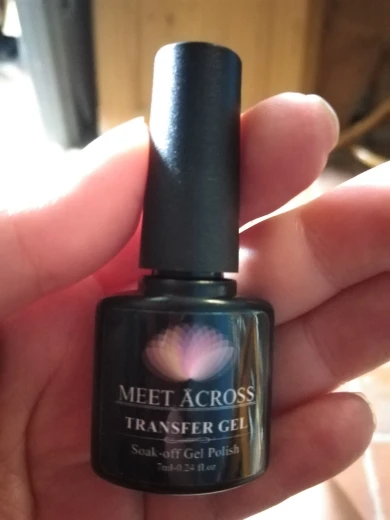 MEET ACROSS
TRANSFER GEL
Soak-off Gel Polish
7ml-0.24 fl oz